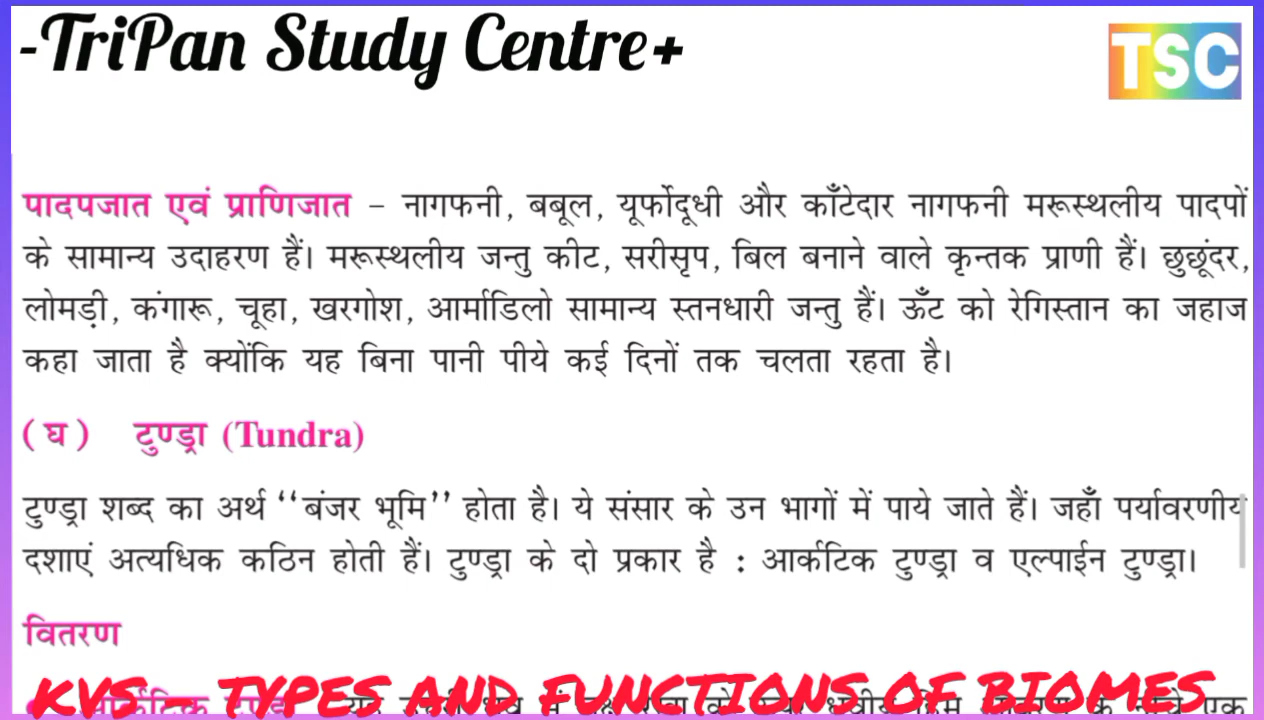 -TriPan Study Centre+
TSC
पादपजात एवं प्राणिजात – नागफनी, बबूल, यूर्फोदूधी और काँटेदार नागफनी मरूस्थलीय पादपों
के सामान्य उदाहरण हैं। मरूस्थलीय जन्तु कीट, सरीसृप, बिल बनाने वाले कृन्तक प्राणी हैं। छुछूंदर,
लोमड़ी, कंगारू, चूहा, खरगोश, आर्माडिलो सामान्य स्तनधारी जन्तु हैं। ऊँट को रेगिस्तान का जहाज
कहा जाता है क्योंकि यह बिना पानी पीये कई दिनों तक चलता रहता है।
(घ) टुण्ड्रा (Tundra)
टुण्ड्रा शब्द का अर्थ ‘‘बंजर भूमि’’ होता है। ये संसार के उन भागों में पाये जाते हैं। जहाँ पर्यावरणीय
दशाएं अत्यधिक कठिन होती हैं। टुण्ड्रा के दो प्रकार है : आर्कटिक टुण्ड्रा व एल्पाईन टुण्ड्रा।
वितरण
KVS - TYPES AND FUNCTIONS OF BIOMES